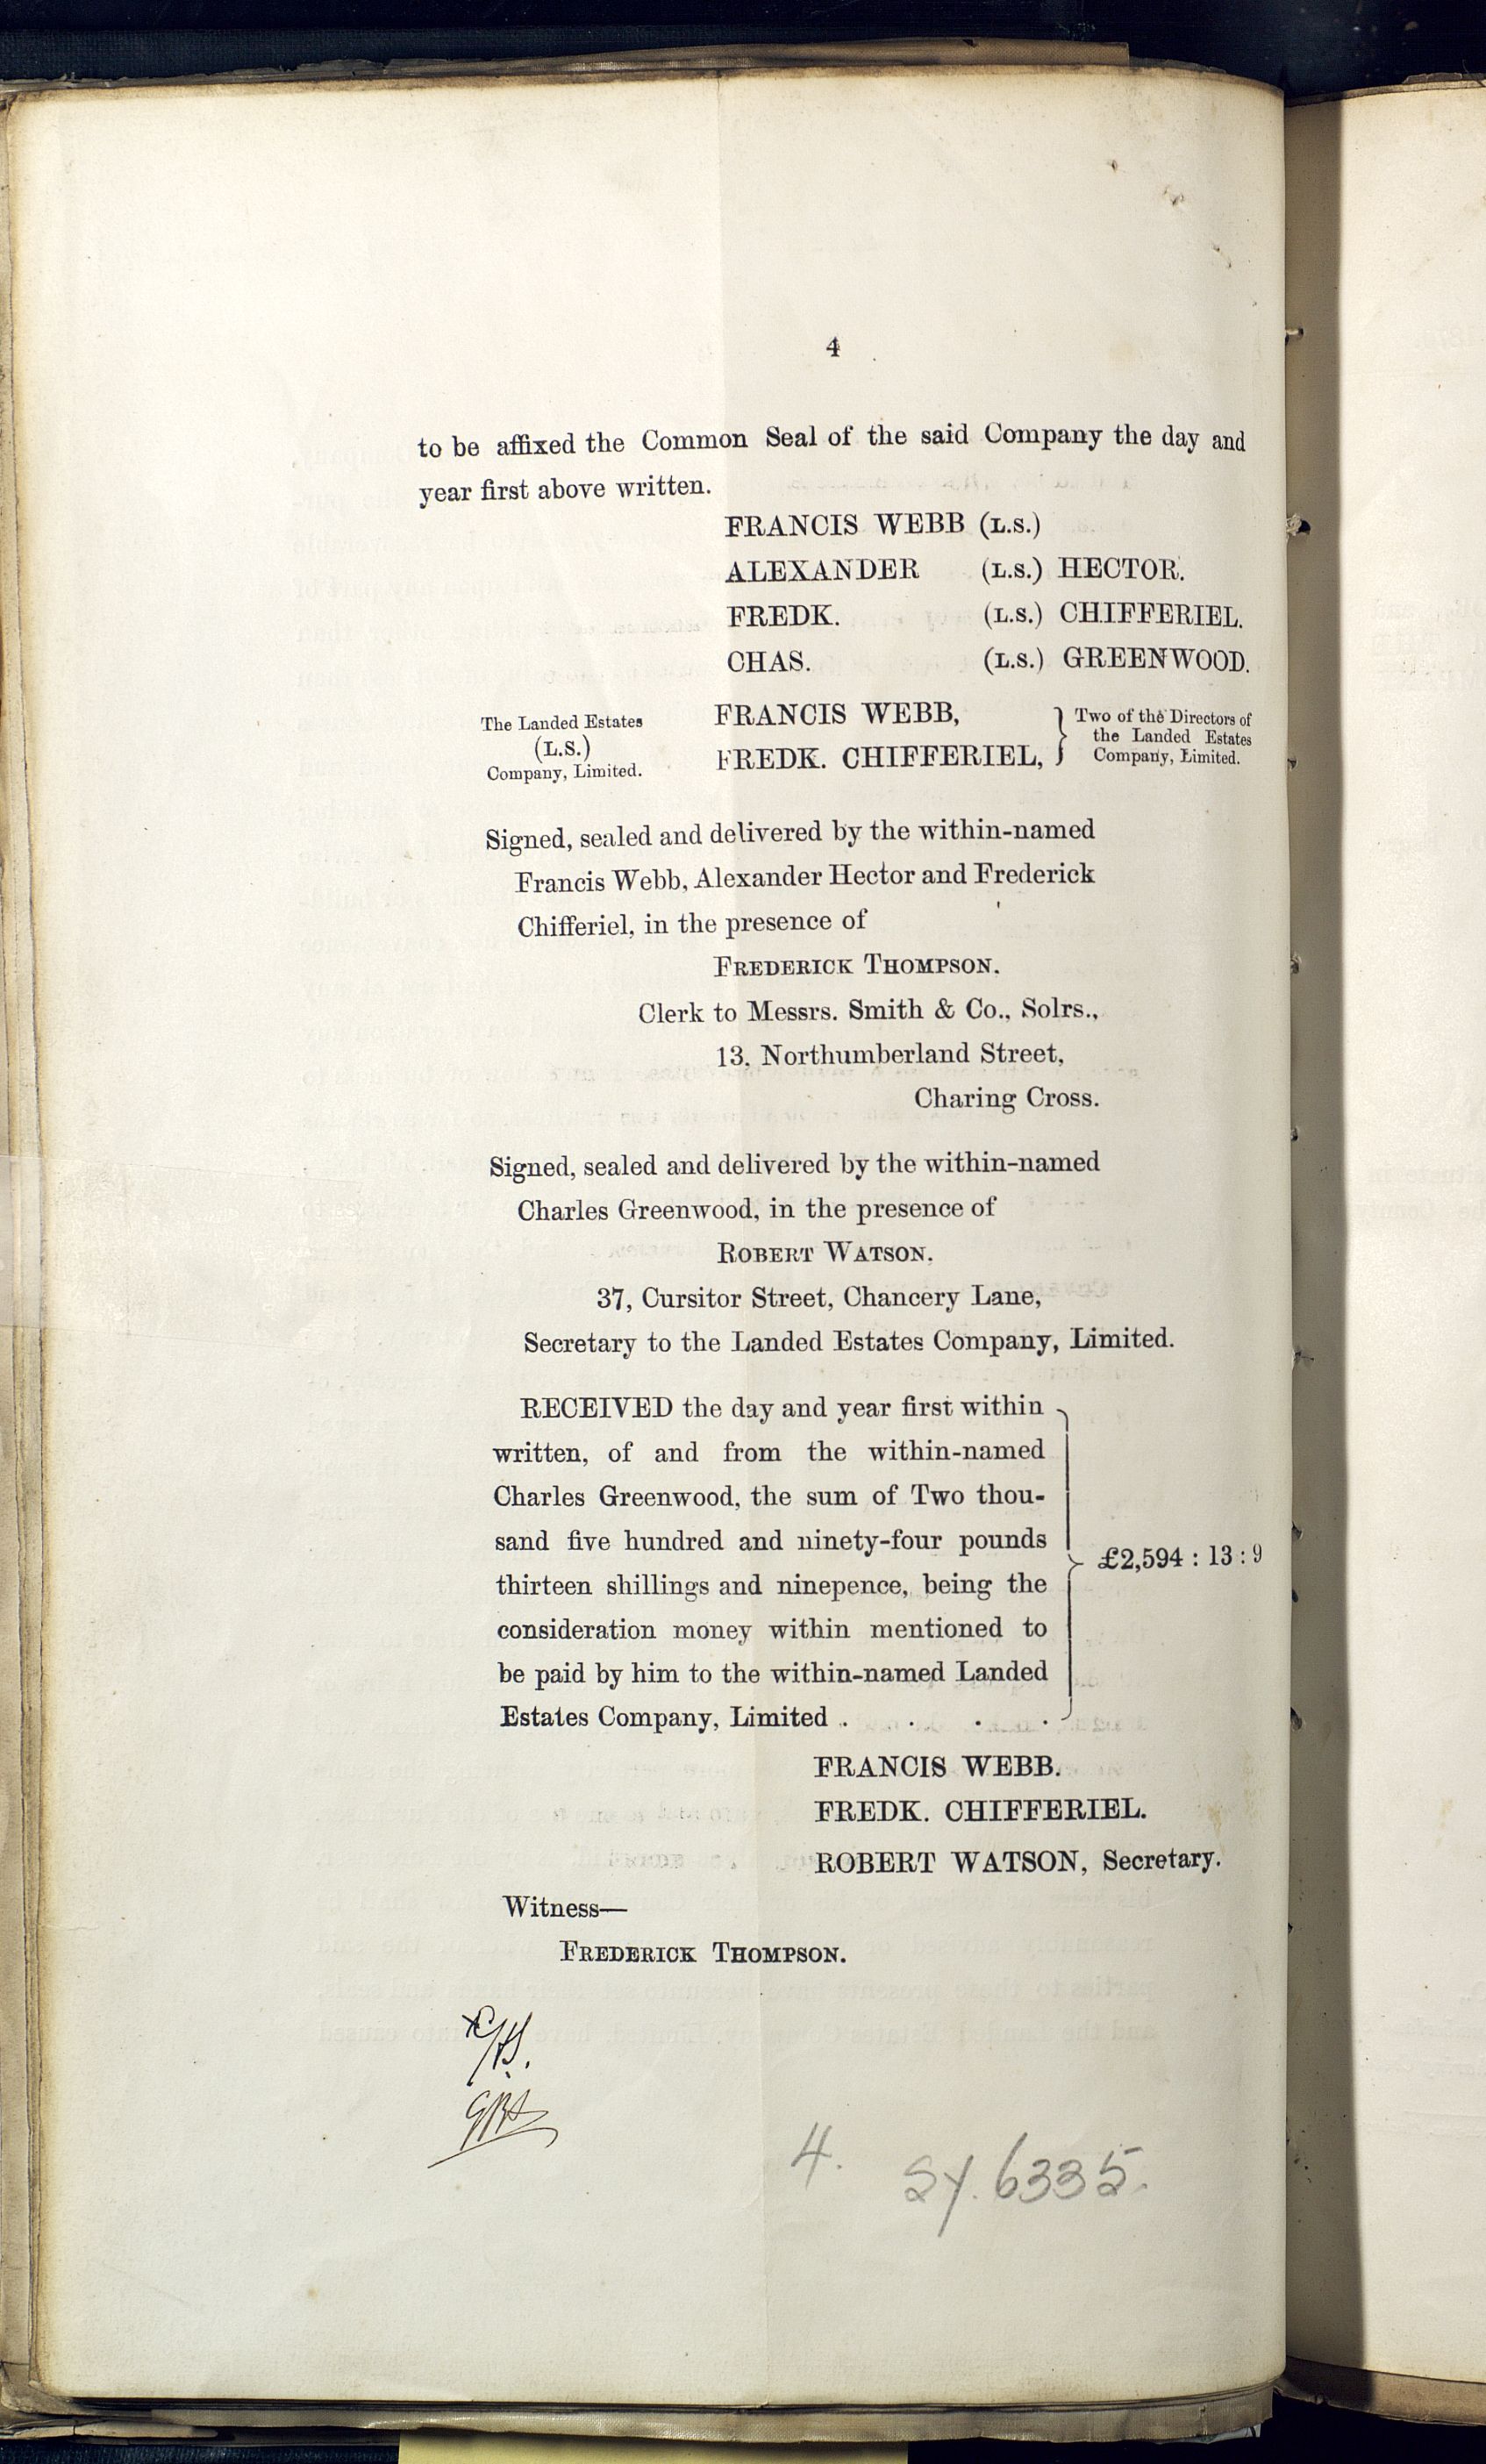 4
to be affixed the Common Seal of the said Company the day and
year first above written.
FRANCIS WEBB (L.S.)
ALEXANDER (L.S.) HECTOR.
FREDK. (L.S.) CHIFFERIEL.
CHAS. (L.S.) GREENWOOD.
The Landed Estates
(L.S.)
Company, Limited.
FRANCIS WEBB,
FREDK. CHIFFERIEL,
Two of the Directors of
the Landed Estates
Company, Limited.
Signed, sealed and delivered by the within-named
Francis Webb, Alexander Hector and Frederick
Chifferiel, in the presence of
FREDERICK THOMPSON.
Clerk to Messrs. Smith & Co., Solrs.,
13, Northumberland Street,
Charing Cross.
Signed, sealed and delivered by the within-named
Charles Greenwood, in the presence of
ROBERT WATSON.
37, Cursitor Street, Chancery Lane,
Secretary to the Landed Estates Company, Limited.
RECEIVED the day and year first within
written, of and from the within-named
Charles Greenwood, the sum of Two thou-
sand five hundred and ninety-four pounds
thirteen shillings and ninepence, being the
consideration money within mentioned to
be paid by him to the within-named Landed
Estates Company, Limited . . . .
£2,594 : 13 : 9
FRANCIS WEBB.
FREDK. CHIFFERIEL.
ROBERT WATSON, Secretary.
Witness—
FREDERICK THOMPSON.
4. Sy. 6335.